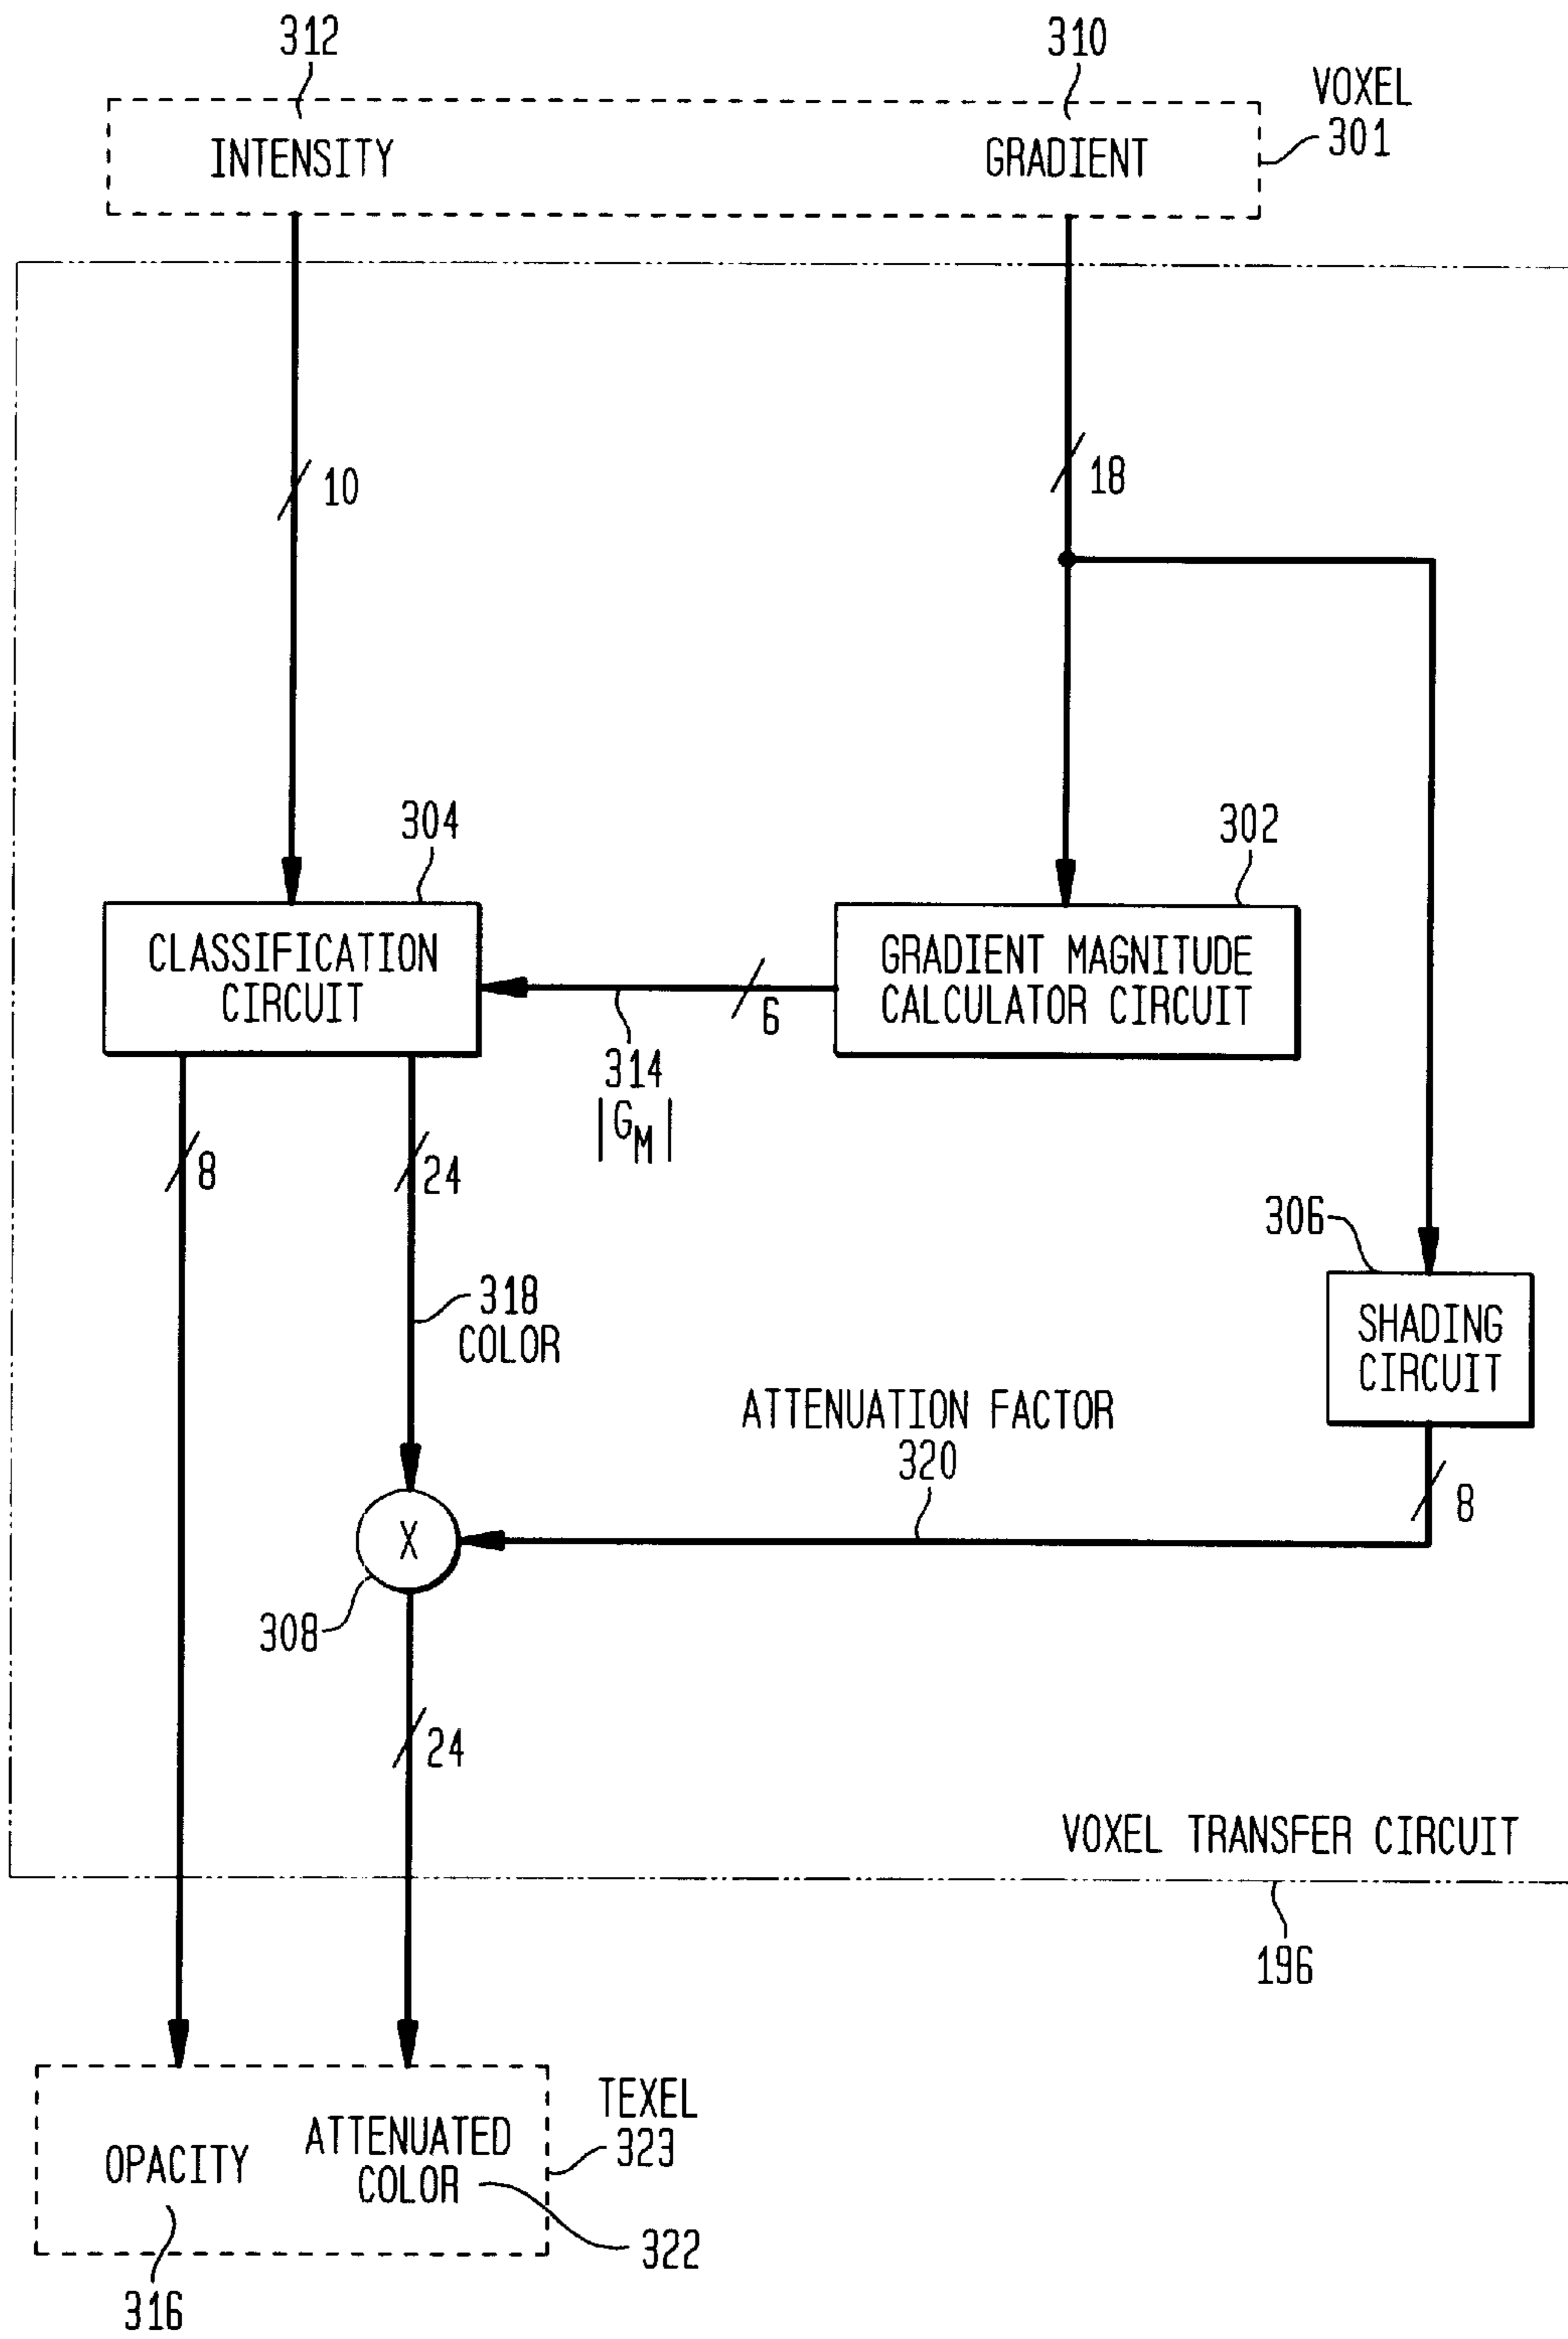 312
310
VOXEL
301
INTENSITY
GRADIENT
10
18
304
302
CLASSIFICATION
CIRCUIT
GRADIENT MAGNITUDE
CALCULATOR CIRCUIT
6
314
|G_M|
8
24
306
318
COLOR
SHADING
CIRCUIT
ATTENUATION FACTOR
320
8
X
308
24
VOXEL TRANSFER CIRCUIT
196
TEXEL
323
OPACITY
ATTENUATED
COLOR
322
316